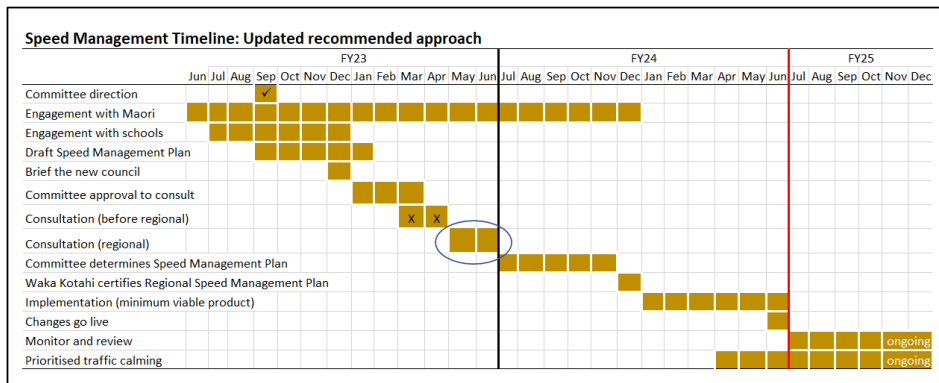 Speed Management Timeline: Updated recommended approach
FY23 FY24 FY25
Jun Jul Aug Sep Oct Nov Dec Jan Feb Mar Apr May Jun Jul Aug Sep Oct Nov Dec Jan Feb Mar Apr May Jun Jul Aug Sep Oct Nov Dec
Committee direction ✓
Engagement with Maori
Engagement with schools
Draft Speed Management Plan
Brief the new council
Committee approval to consult
Consultation (before regional) X X
Consultation (regional)
Committee determines Speed Management Plan
Waka Kotahi certifies Regional Speed Management Plan
Implementation (minimum viable product)
Changes go live
Monitor and review ongoing
Prioritised traffic calming ongoing